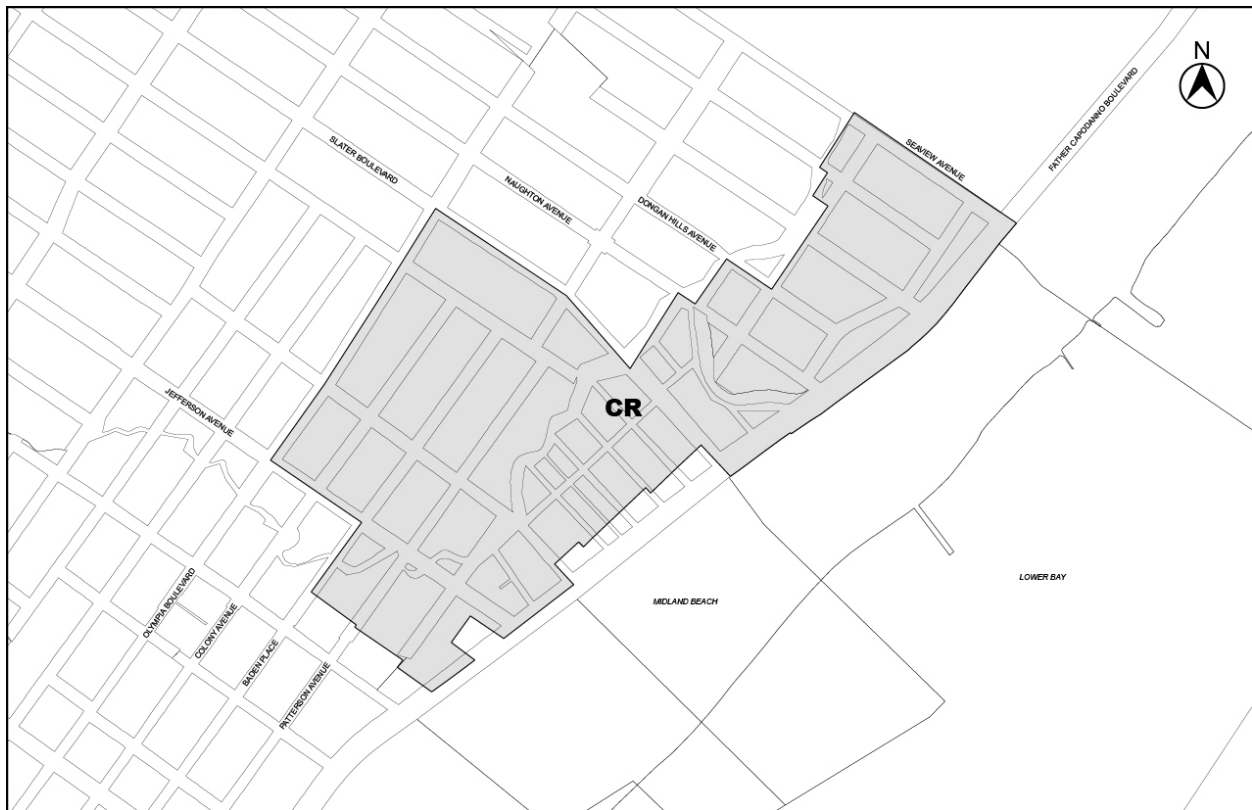 N
FATHER CAPODANNO BOULEVARD
SEAVIEW AVENUE
SLATER BOULEVARD
NAUGHTON AVENUE
DONGAN HILLS AVENUE
JEFFERSON AVENUE
CR
OLYMPIA BOULEVARD
COLONY AVENUE
BADEN PLACE
PATTERSON AVENUE
MIDLAND BEACH
LOWER BAY